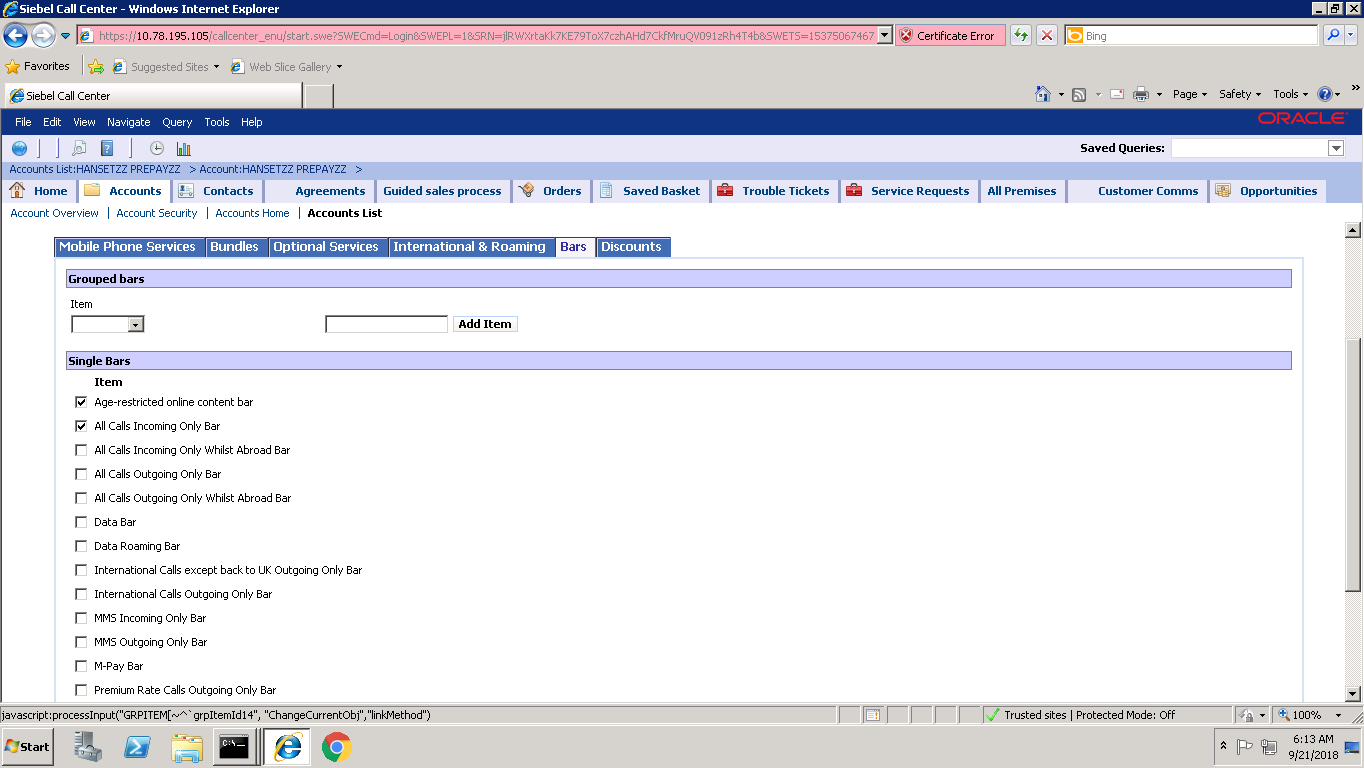 Siebel Call Center - Windows Internet Explorer
https://10.78.195.105/callcenter_enu/start.swe?SWECmd=Login&SWEPL=1&SRN=jlRWXrtaKk7KE79ToX7czhAHd7CkfMruQV091zRh4T4b&SWETS=15375067467 Certificate Error Bing
Favorites Suggested Sites Web Slice Gallery
Siebel Call Center Page Safety Tools
File Edit View Navigate Query Tools Help ORACLE
Saved Queries:
Accounts List:HANSETZZ PREPAYZZ > Account:HANSETZZ PREPAYZZ >
Home Accounts Contacts Agreements Guided sales process Orders Saved Basket Trouble Tickets Service Requests All Premises Customer Comms Opportunities
Account Overview | Account Security | Accounts Home | Accounts List
Mobile Phone Services Bundles Optional Services International & Roaming Bars Discounts
Grouped bars
Item
Add Item
Single Bars
Item
Age-restricted online content bar
All Calls Incoming Only Bar
All Calls Incoming Only Whilst Abroad Bar
All Calls Outgoing Only Bar
All Calls Outgoing Only Whilst Abroad Bar
Data Bar
Data Roaming Bar
International Calls except back to UK Outgoing Only Bar
International Calls Outgoing Only Bar
MMS Incoming Only Bar
MMS Outgoing Only Bar
M-Pay Bar
Premium Rate Calls Outgoing Only Bar
javascript:processInput("GRPITEM[~^`grpItemId14", "ChangeCurrentObj","linkMethod") Trusted sites | Protected Mode: Off 100%
Start C:\. 6:13 AM
9/21/2018